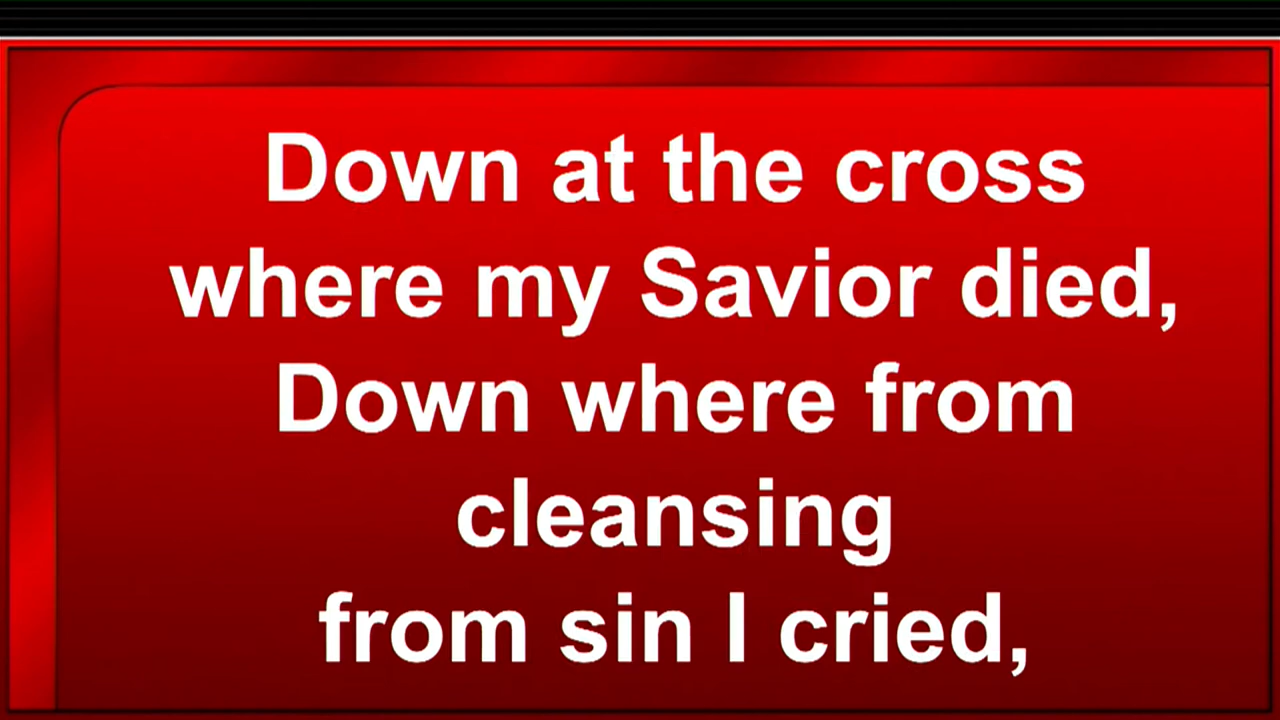 Down at the cross
where my Savior died,
Down where from
cleansing
from sin I cried,